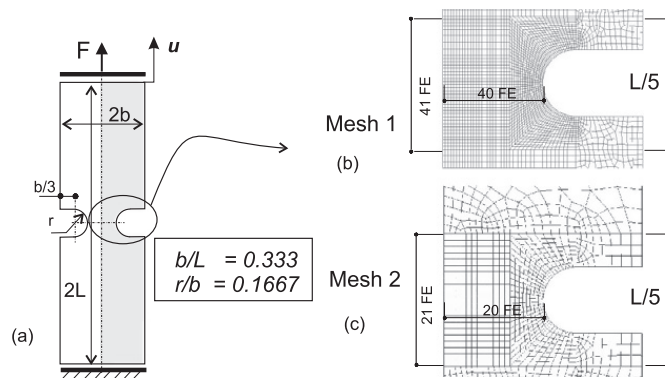 F
u
2b
b/3
r
b/L = 0.333
r/b = 0.1667
2L
(a)
Mesh 1
(b)
41 FE
40 FE
L/5
Mesh 2
(c)
21 FE
20 FE
L/5